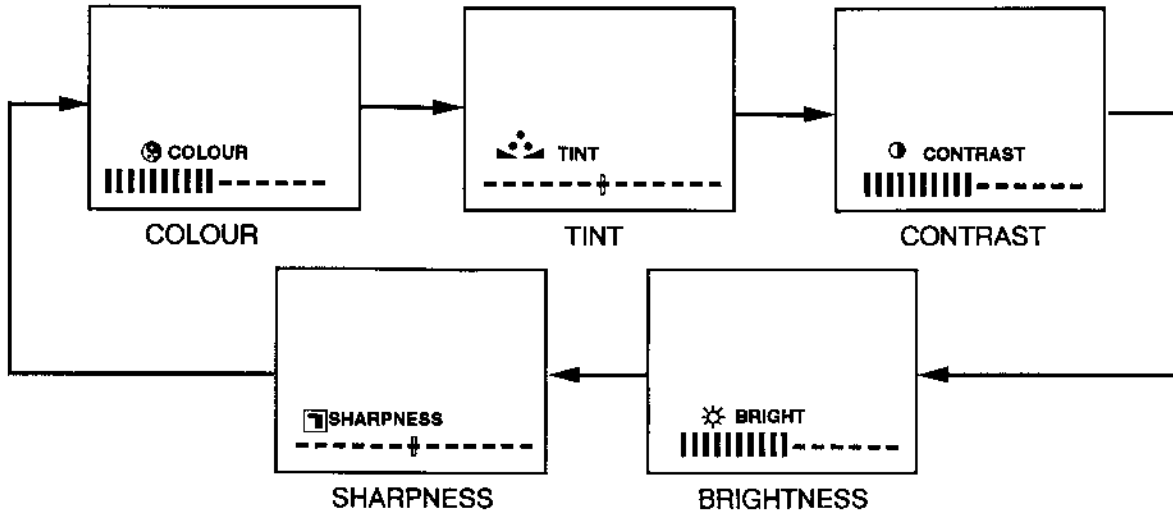 COLOUR
COLOUR
TINT
TINT
CONTRAST
CONTRAST
BRIGHT
BRIGHTNESS
SHARPNESS
SHARPNESS